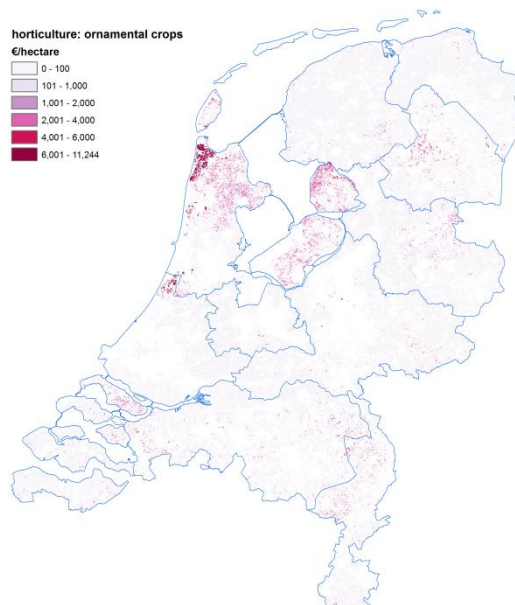 horticulture: ornamental crops
€/hectare
0 - 100
101 - 1,000
1,001 - 2,000
2,001 - 4,000
4,001 - 6,000
6,001 - 11,244